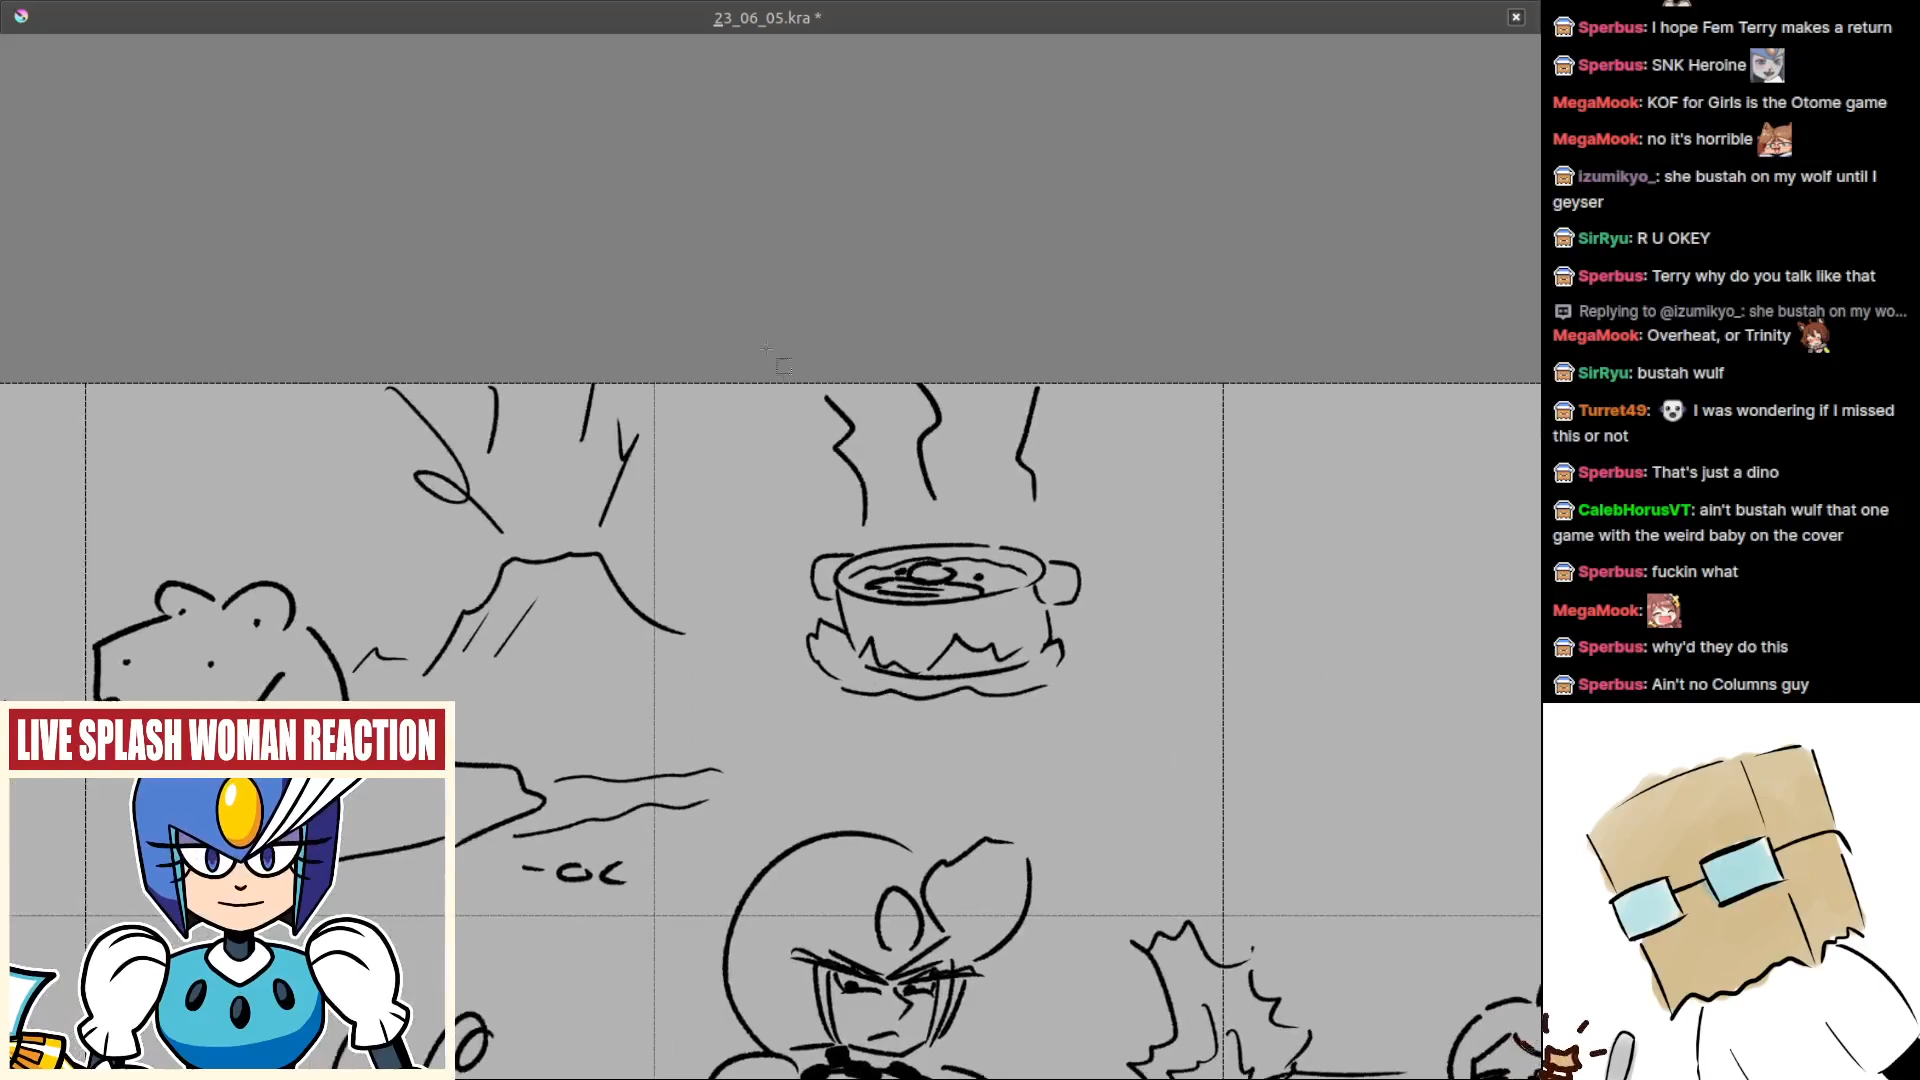 23_06_05.kra *
Sperbus: I hope Fem Terry makes a return
Sperbus: SNK Heroine
MegaMook: KOF for Girls is the Otome game
MegaMook: no it's horrible
izumikyo_: she bustah on my wolf until I
geyser
SirRyu: R U OKEY
Sperbus: Terry why do you talk like that
Replying to @izumikyo_: she bustah on my wo...
MegaMook: Overheat, or Trinity
SirRyu: bustah wulf
Turret49: I was wondering if I missed
this or not
Sperbus: That's just a dino
CalebHorusVT: ain't bustah wulf that one
game with the weird baby on the cover
Sperbus: fuckin what
MegaMook:
Sperbus: why'd they do this
Sperbus: Ain't no Columns guy
LIVE SPLASH WOMAN REACTION
-OC